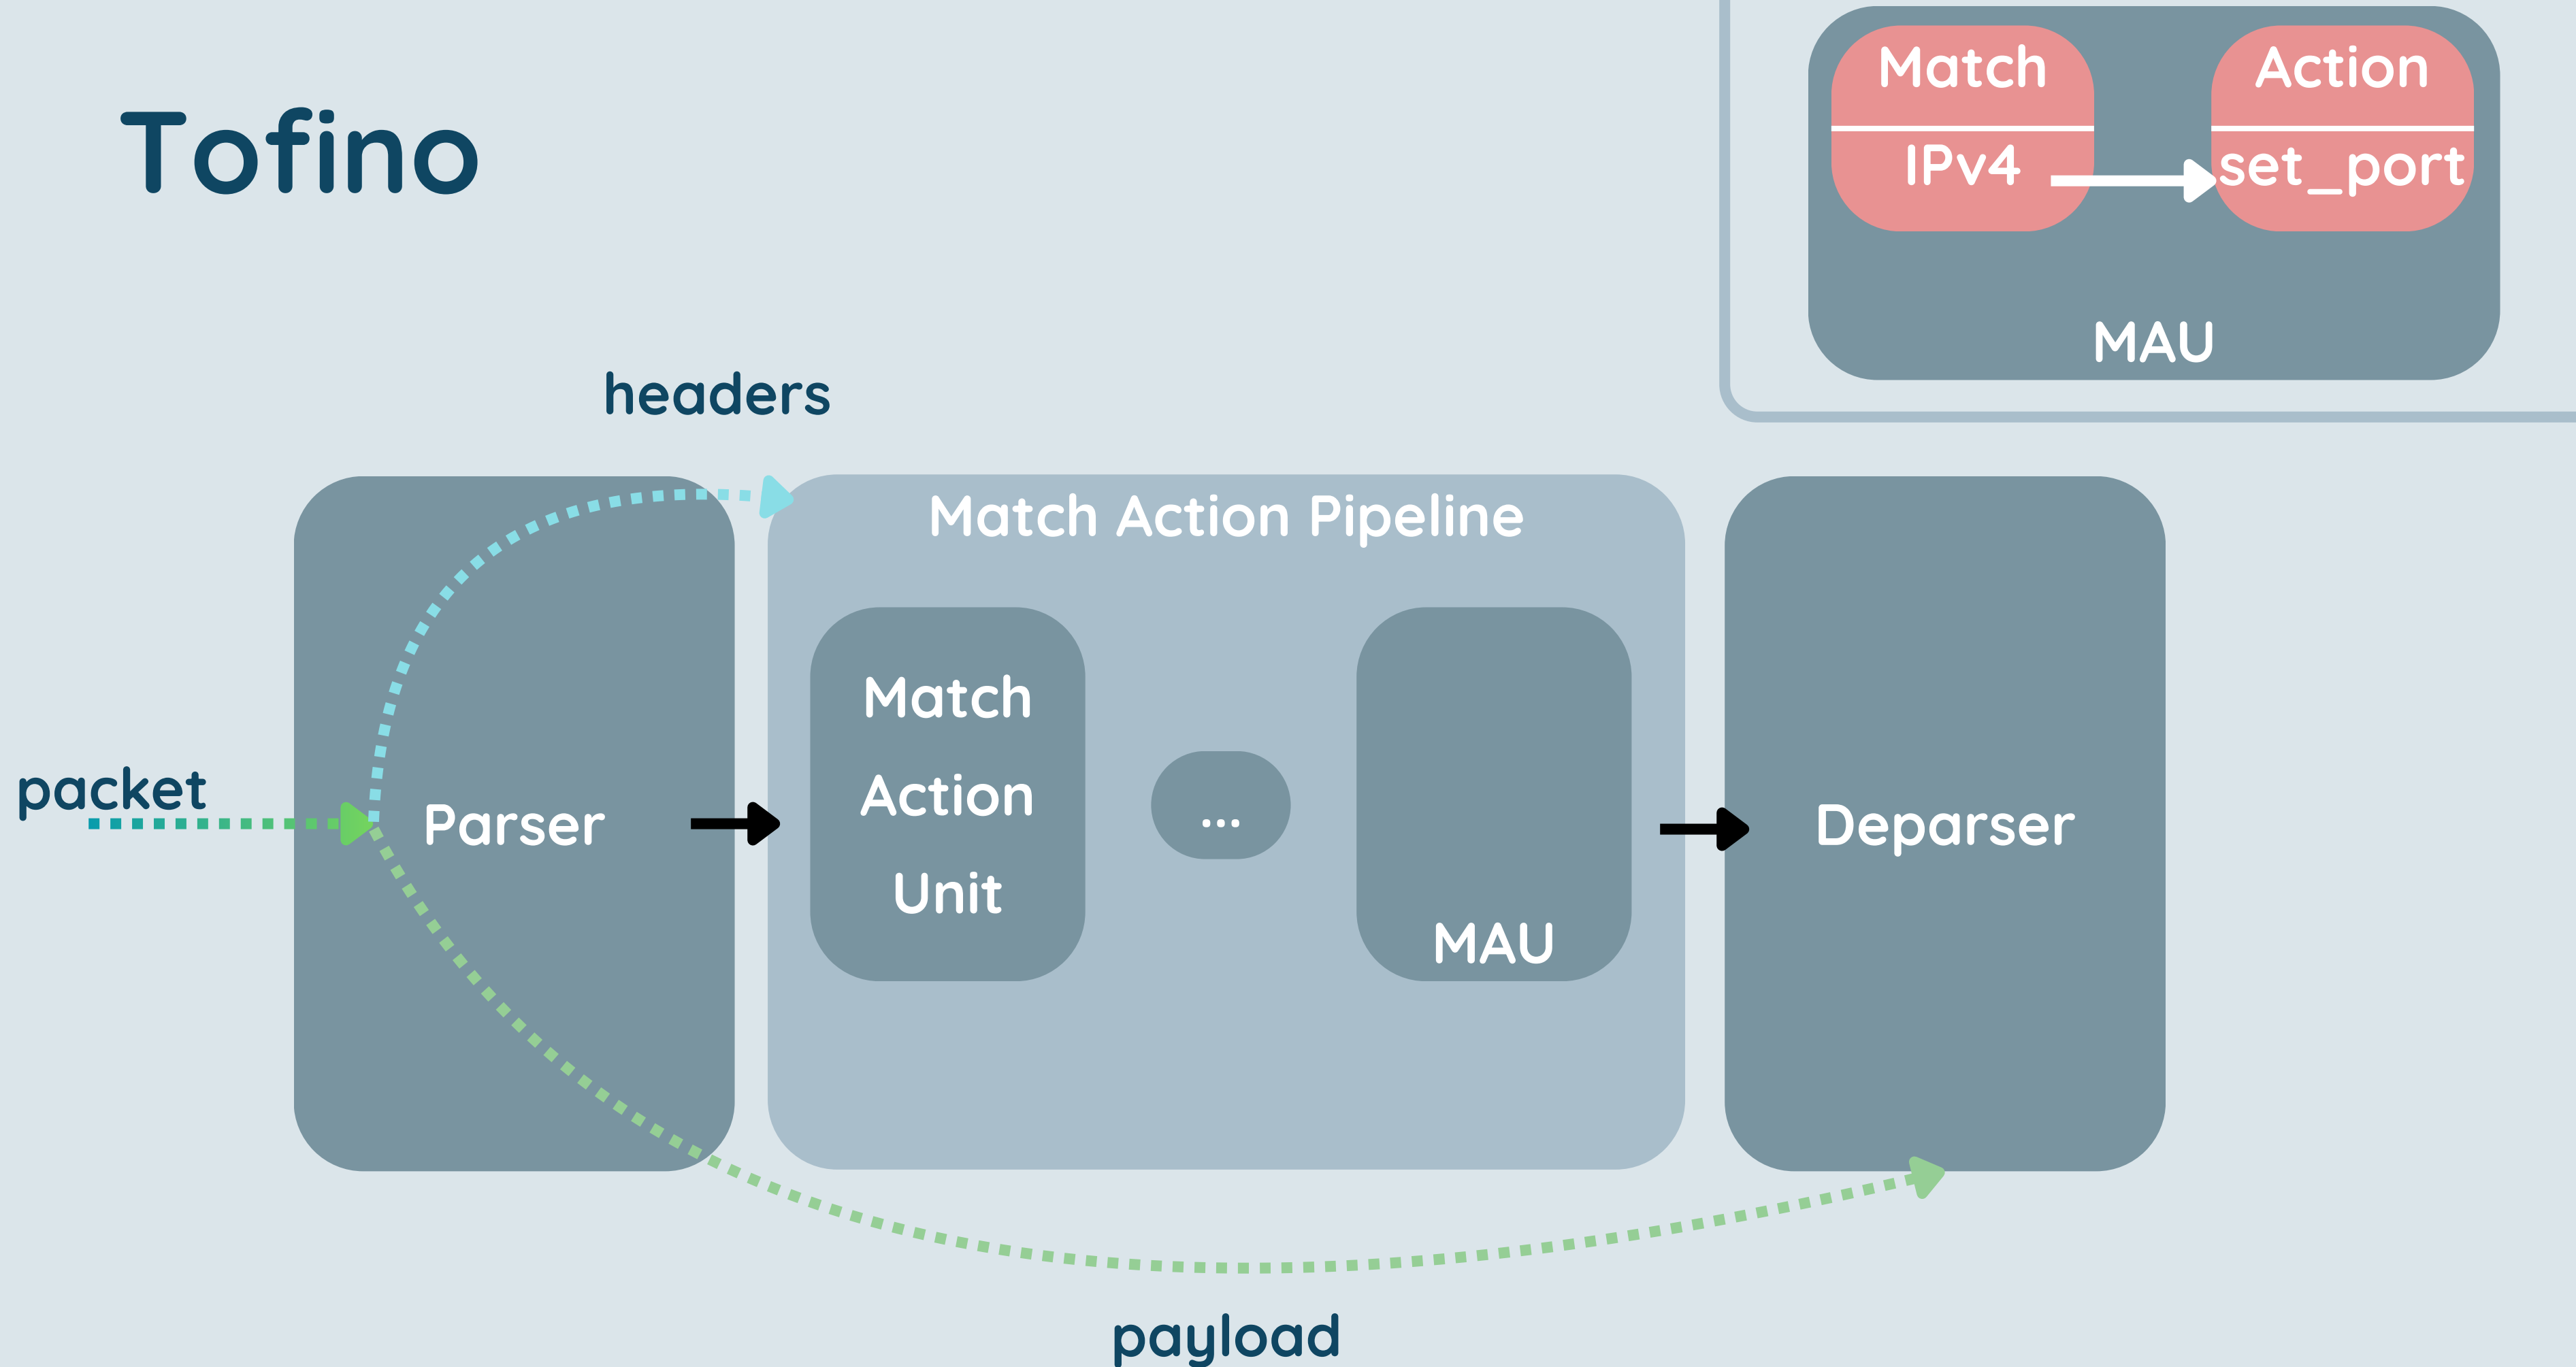 Tofino
Match
IPv4
Action
set_port
MAU
headers
packet
Parser
Match Action Pipeline
Match
Action
Unit
...
MAU
Deparser
payload